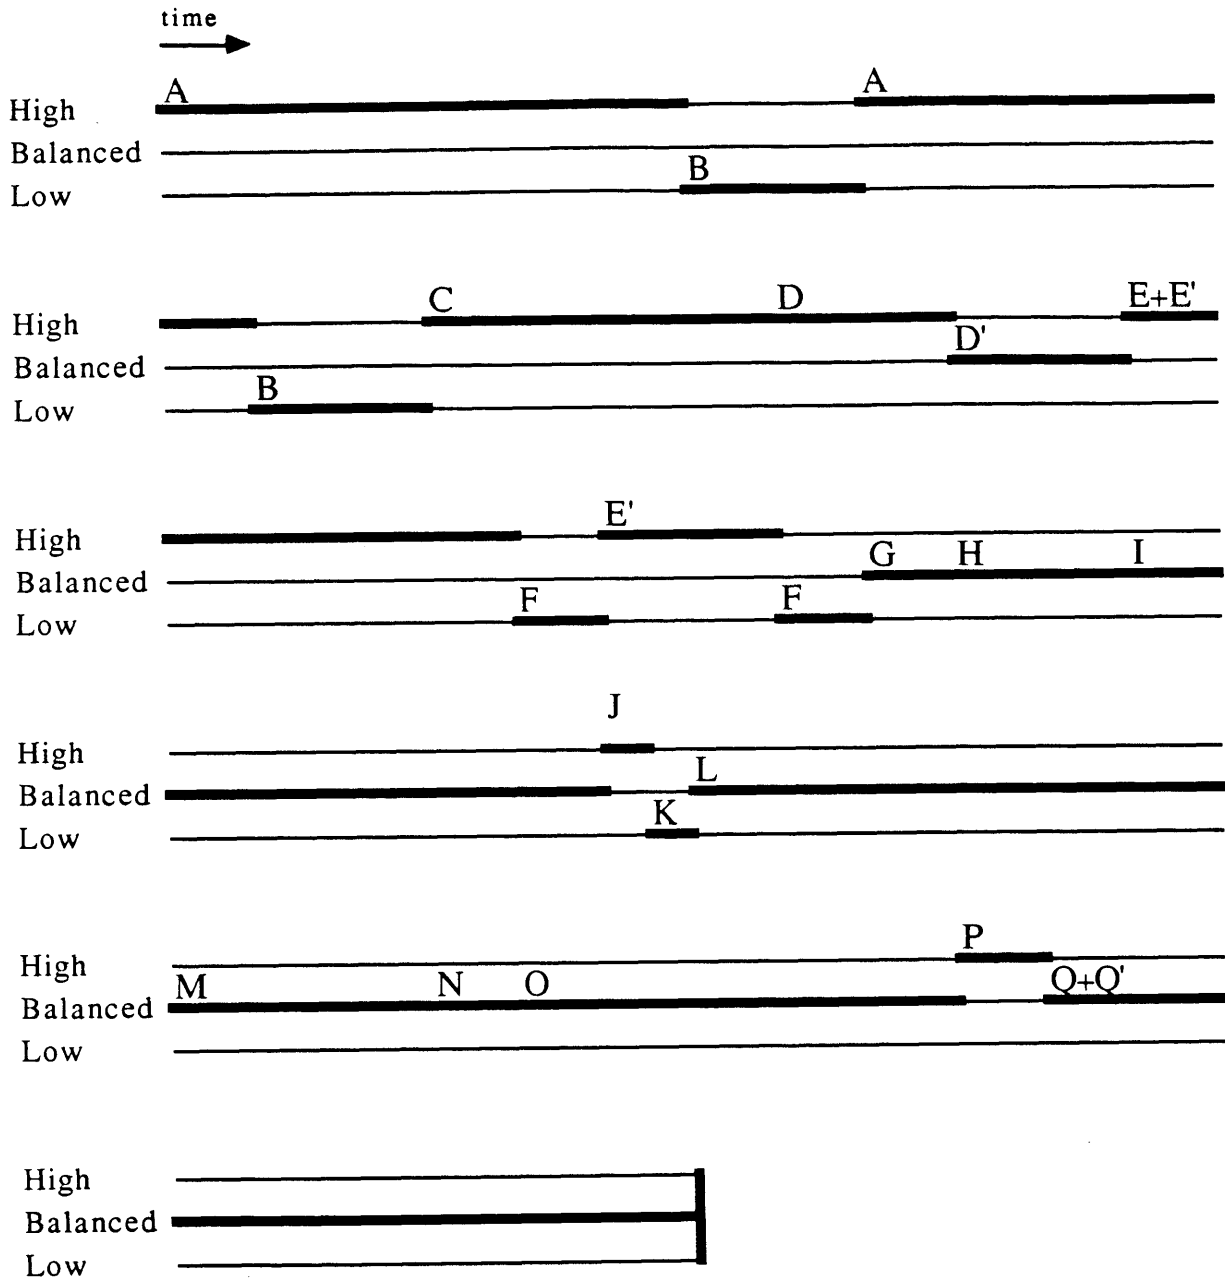 time
A A
High
Balanced
B
Low
C D E+E'
High
D'
Balanced
B
Low
E'
High
G H I
Balanced
F F
Low
J
High
L
Balanced
K
Low
P
High
M N O Q+Q'
Balanced
Low
High
Balanced
Low